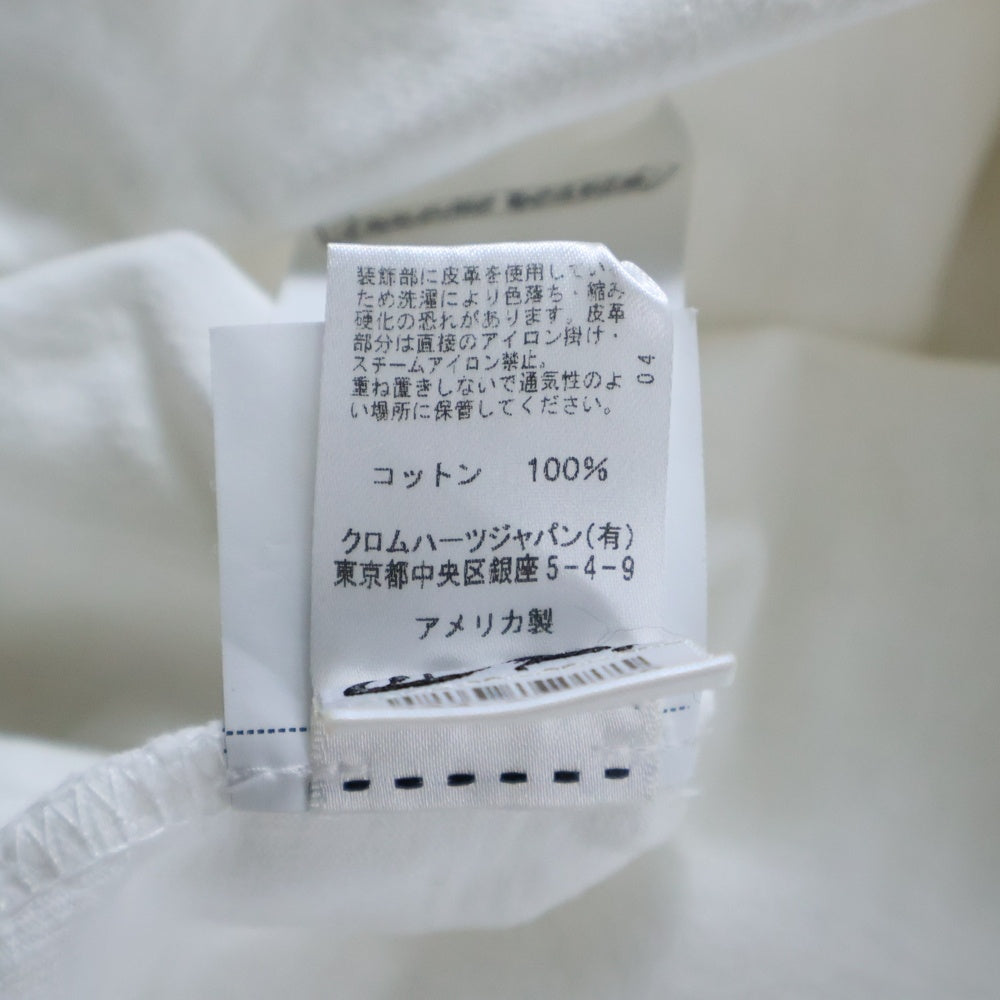 装飾部に皮革を使用してい
ため洗濯により色落ち・縮み
硬化の恐れがあります。皮革
部分は直接のアイロン掛け・
スチームアイロン禁止。
重ね置きしないで通気性のよ
い場所に保管してください。
04
コットン 100%
クロムハーツジャパン(有)
東京都中央区銀座5-4-9
アメリカ製